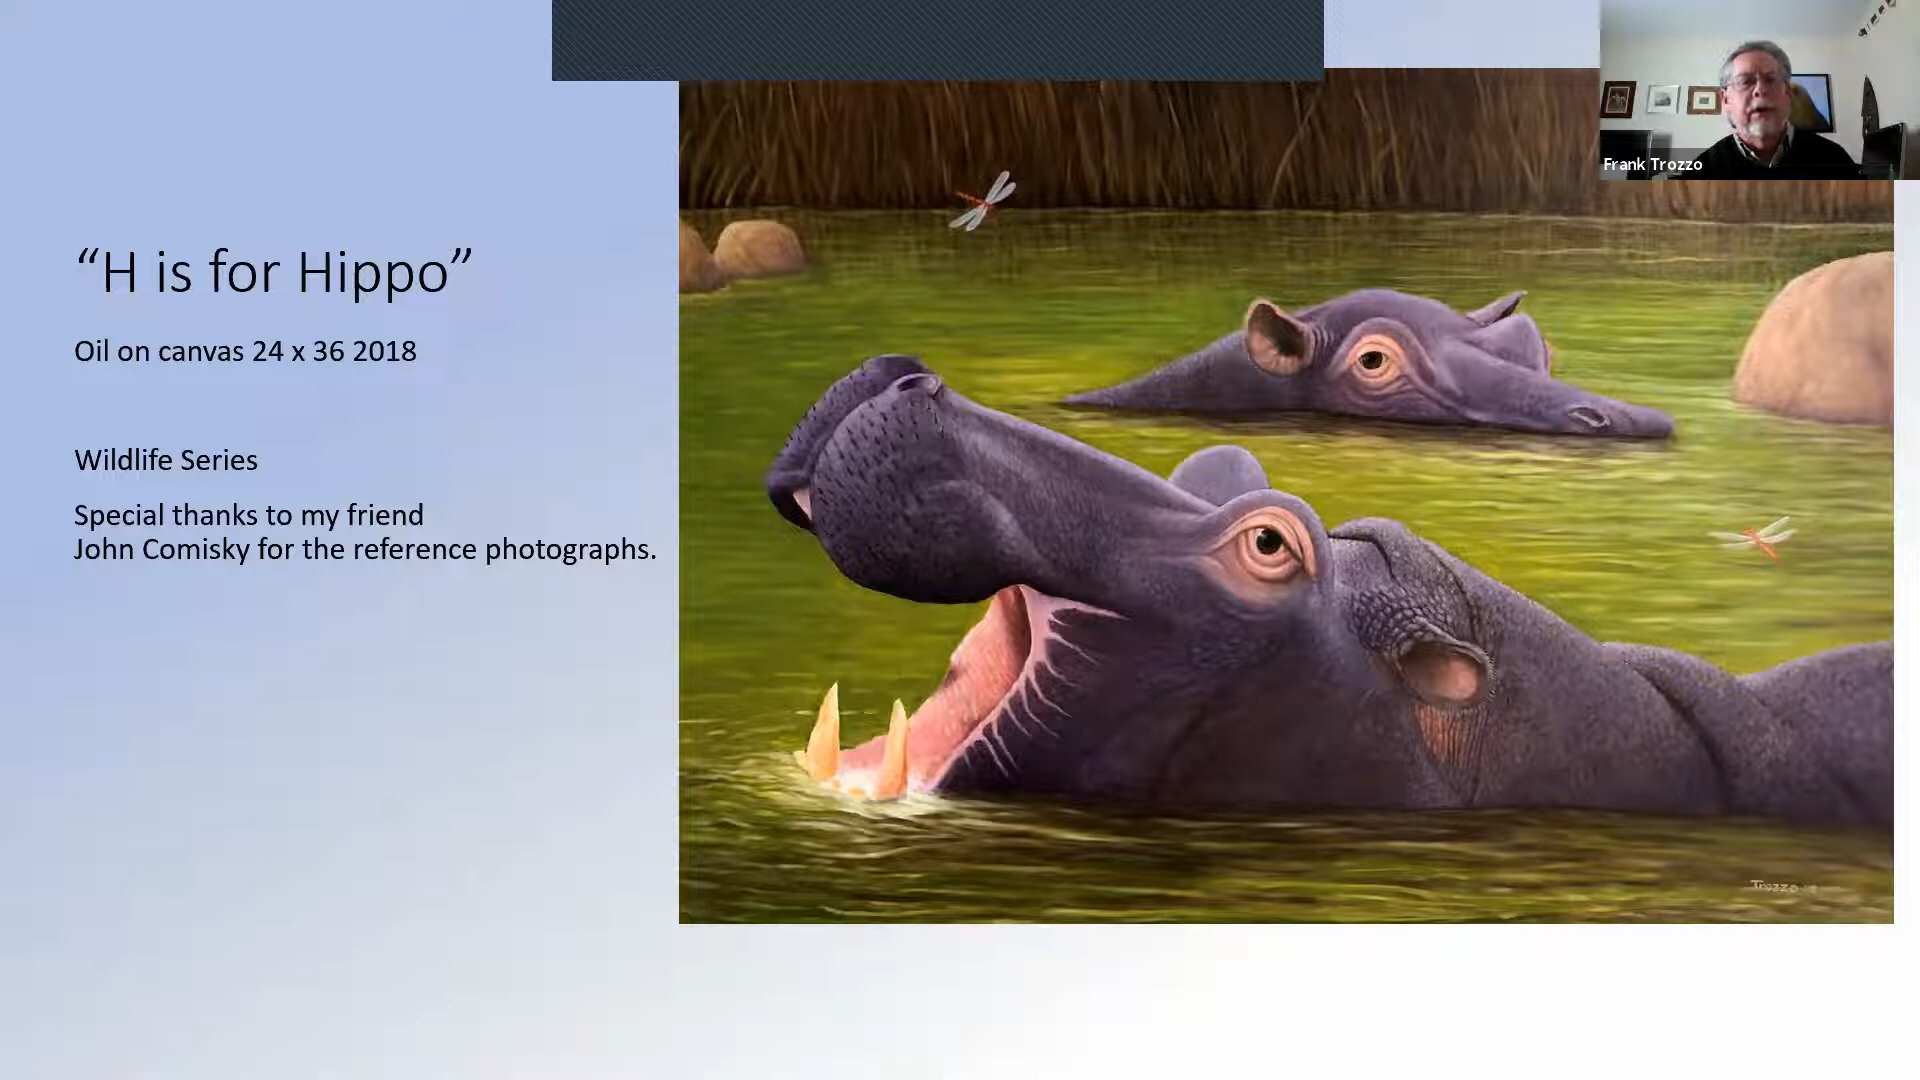 “H is for Hippo”
Oil on canvas 24 x 36 2018
Wildlife Series
Special thanks to my friend
John Comisky for the reference photographs.
Frank Trozzo
Trozzo